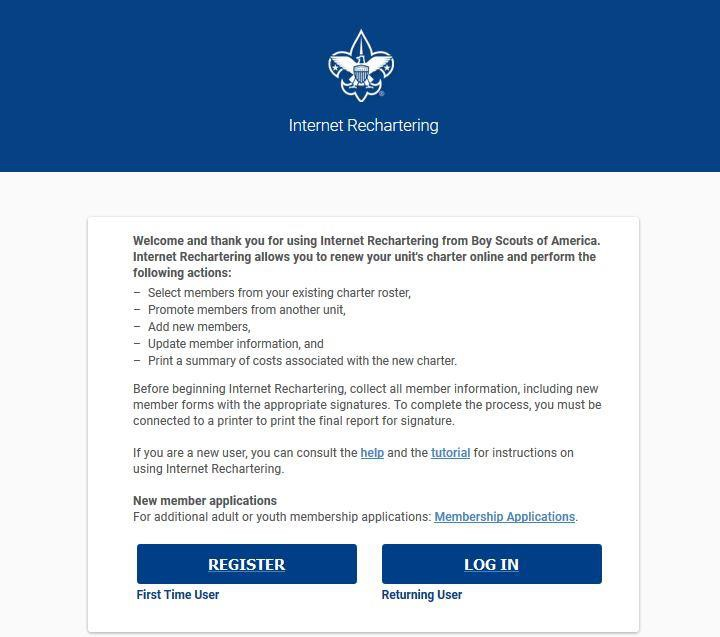 Internet Rechartering
Welcome and thank you for using Internet Rechartering from Boy Scouts of America.
Internet Rechartering allows you to renew your unit's charter online and perform the
following actions:
– Select members from your existing charter roster,
– Promote members from another unit,
– Add new members,
– Update member information, and
– Print a summary of costs associated with the new charter.
Before beginning Internet Rechartering, collect all member information, including new
member forms with the appropriate signatures. To complete the process, you must be
connected to a printer to print the final report for signature.
If you are a new user, you can consult the help and the tutorial for instructions on
using Internet Rechartering.
New member applications
For additional adult or youth membership applications: Membership Applications.
REGISTER LOG IN
First Time User Returning User